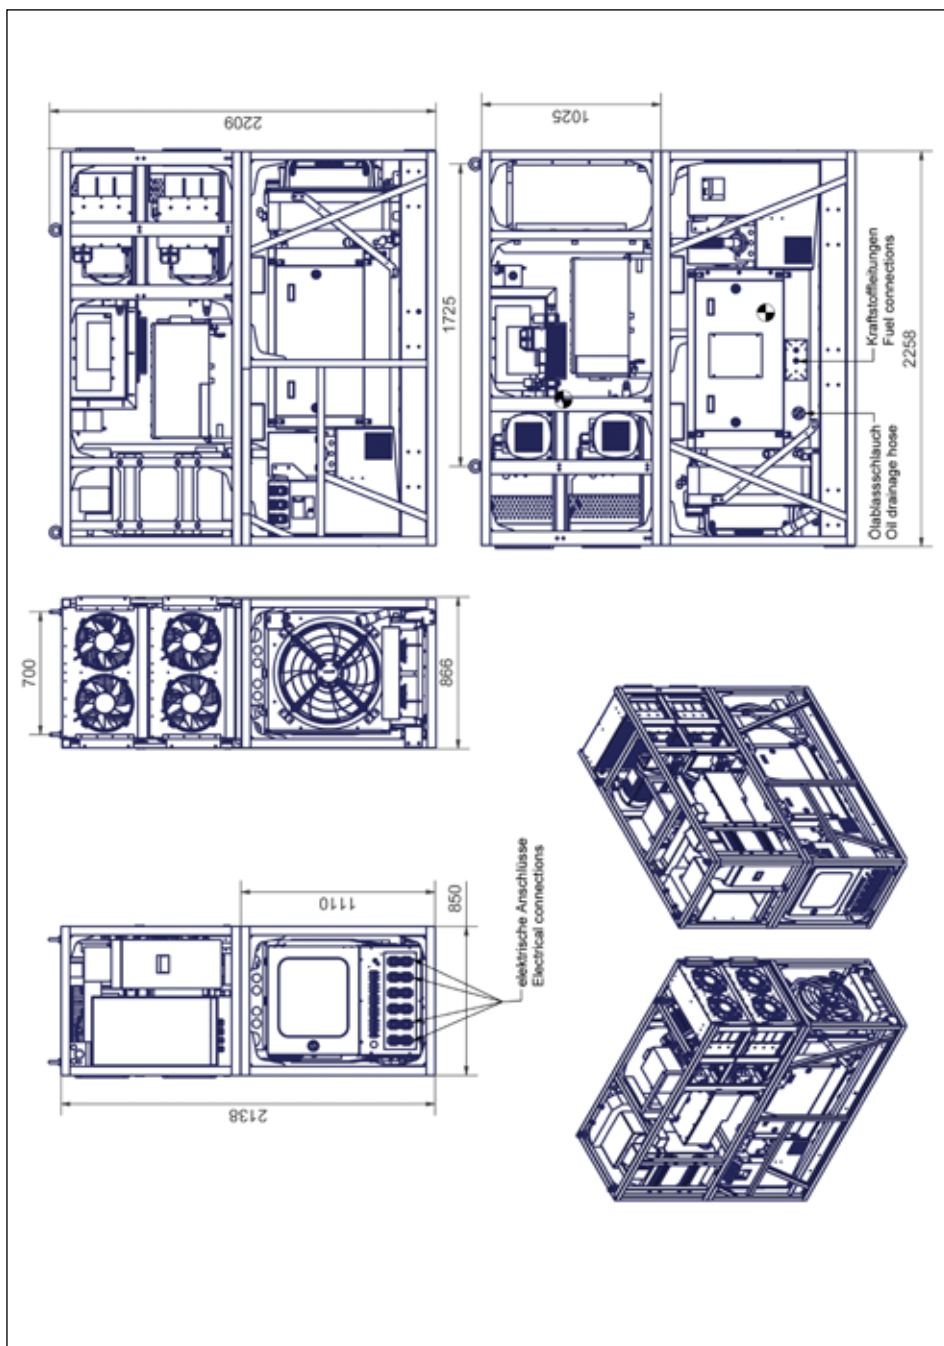 2209
1025
1725
Kraftstoffleitungen
Fuel connections
2258
Ölablassschlauch
Oil drainage hose
700
866
1110
850
elektrische Anschlüsse
Electrical connections
2138